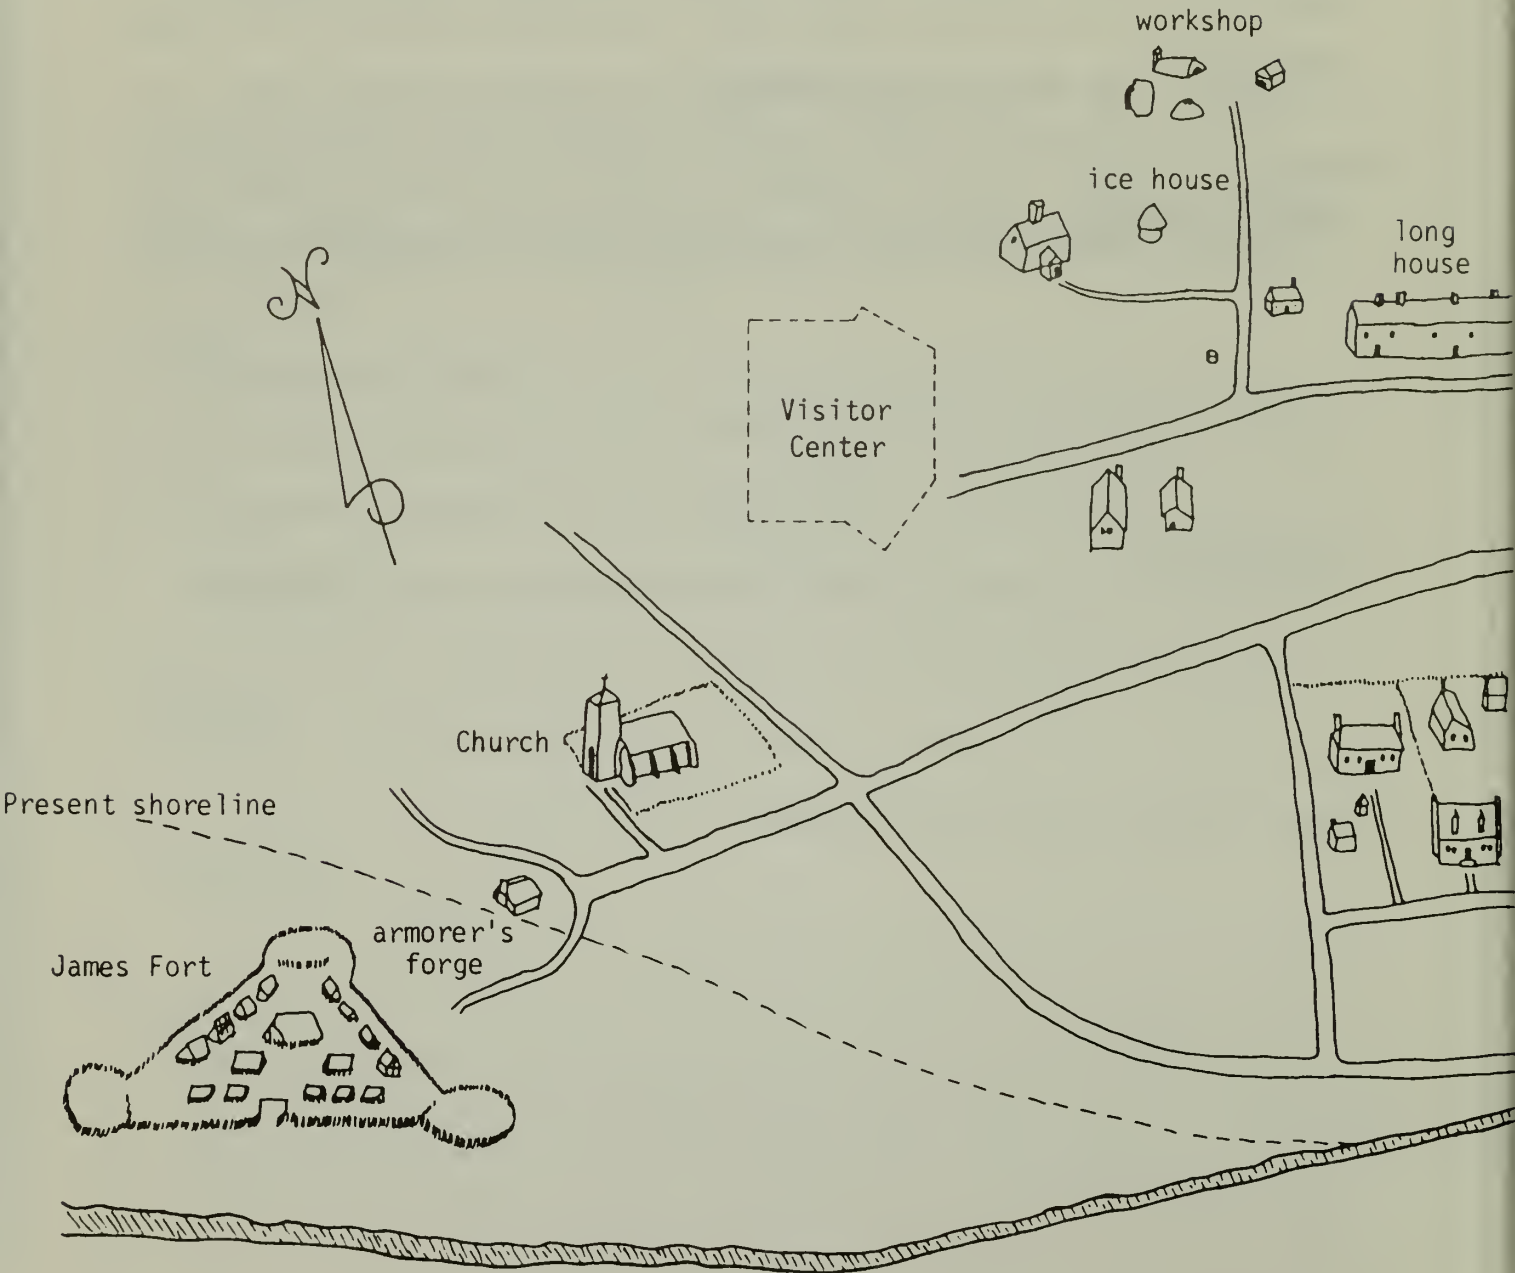 workshop
ice house
long
house
N
Visitor
Center
Church
Present shoreline
armorer's
forge
James Fort